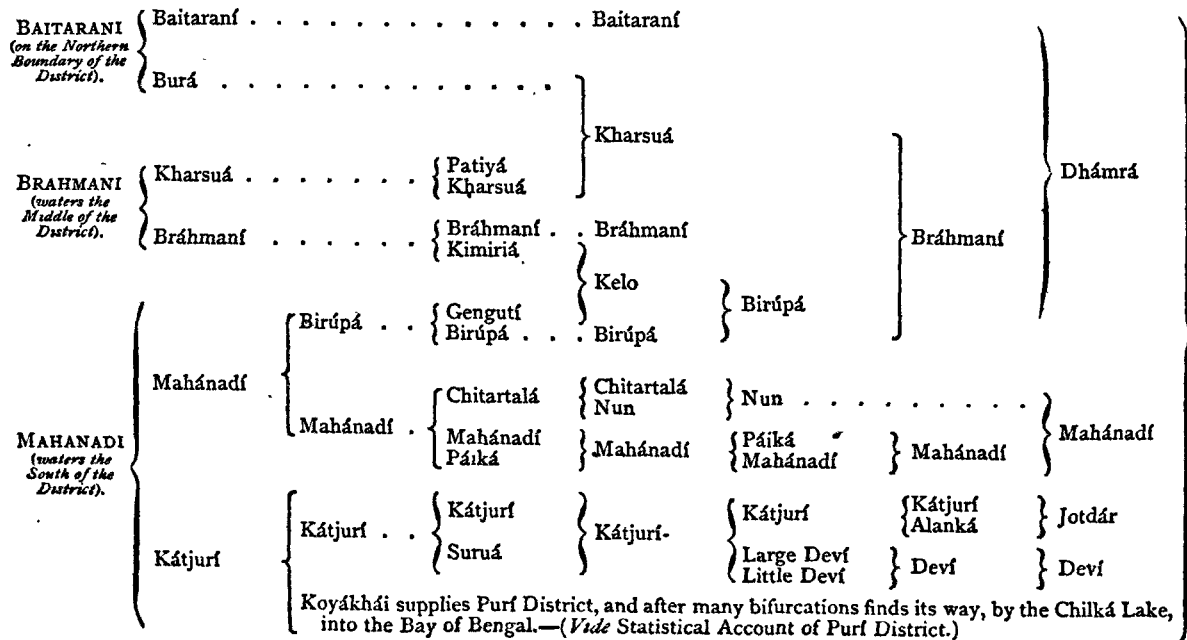 BAITARANI
(on the Northern
Boundary of the
District).
Baitaraní . . . . . . . . . . . . . . Baitaraní
Burá . . . . . . . . . . . . . .
Kharsuá
BRAHMANI
(waters the
Middle of the
District).
Kharsuá . . . . . . .
Patiyá
Kharsuá
Bráhmaní . . . . . .
Bráhmaní . . Bráhmaní
Kimiriá
Kelo
Dhámrá
Bráhmaní
MAHANADI
(waters the
South of the
District).
Mahánadí
Birúpá . .
Gengutí
Birúpá . . . Birúpá
Birúpá
Mahánadí .
Chitartalá
Chitartalá
Nun
Nun . . . . . . . . . .
Mahánadí
Páiká
Mahánadí
Páiká
Mahánadí
Mahánadí
Mahánadí
Kátjurí
Kátjurí . .
Kátjurí
Suruá
Kátjurí-
Kátjurí
Kátjurí
Alanká
Jotdár
Large Deví
Little Deví
Deví
Deví
Koyákhái supplies Purí District, and after many bifurcations finds its way, by the Chilká Lake,
into the Bay of Bengal.—(Vide Statistical Account of Purí District.)